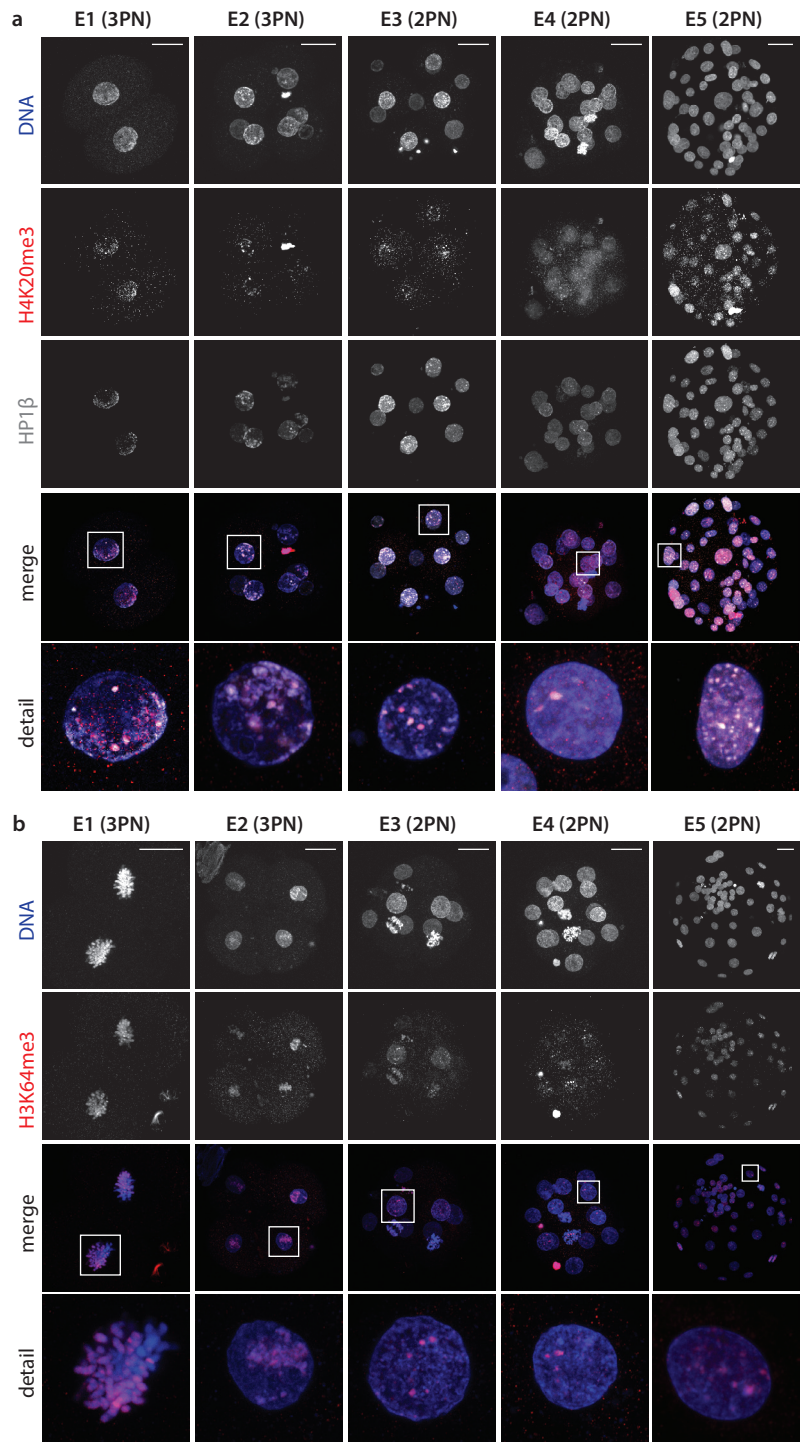 a
E1 (3PN) E2 (3PN) E3 (2PN) E4 (2PN) E5 (2PN)
DNA
H4K20me3
HP1β
merge
detail
b
E1 (3PN) E2 (3PN) E3 (2PN) E4 (2PN) E5 (2PN)
DNA
H3K64me3
merge
detail